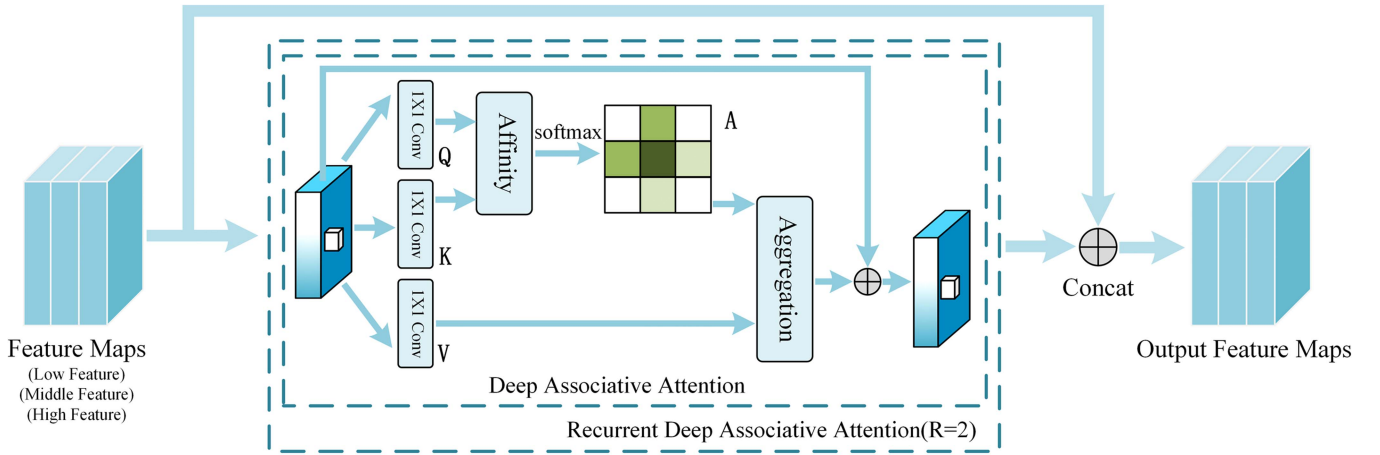 Feature Maps
(Low Feature)
(Middle Feature)
(High Feature)
1X1 Conv
Q
1X1 Conv
K
1X1 Conv
V
Affinity
softmax
A
Aggregation
Deep Associative Attention
Recurrent Deep Associative Attention(R=2)
Concat
Output Feature Maps